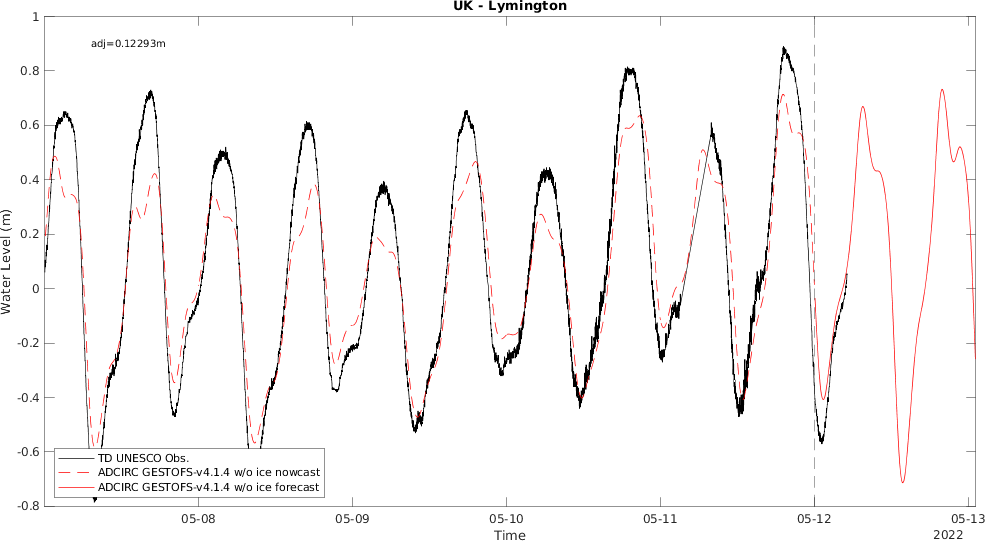 UK - Lymington
adj=0.12293m
1
0.8
0.6
0.4
0.2
0
-0.2
-0.4
-0.6
-0.8
Water Level (m)
TD UNESCO Obs.
ADCIRC GESTOFS-v4.1.4 w/o ice nowcast
ADCIRC GESTOFS-v4.1.4 w/o ice forecast
05-08 05-09 05-10 05-11 05-12 05-13
Time
2022